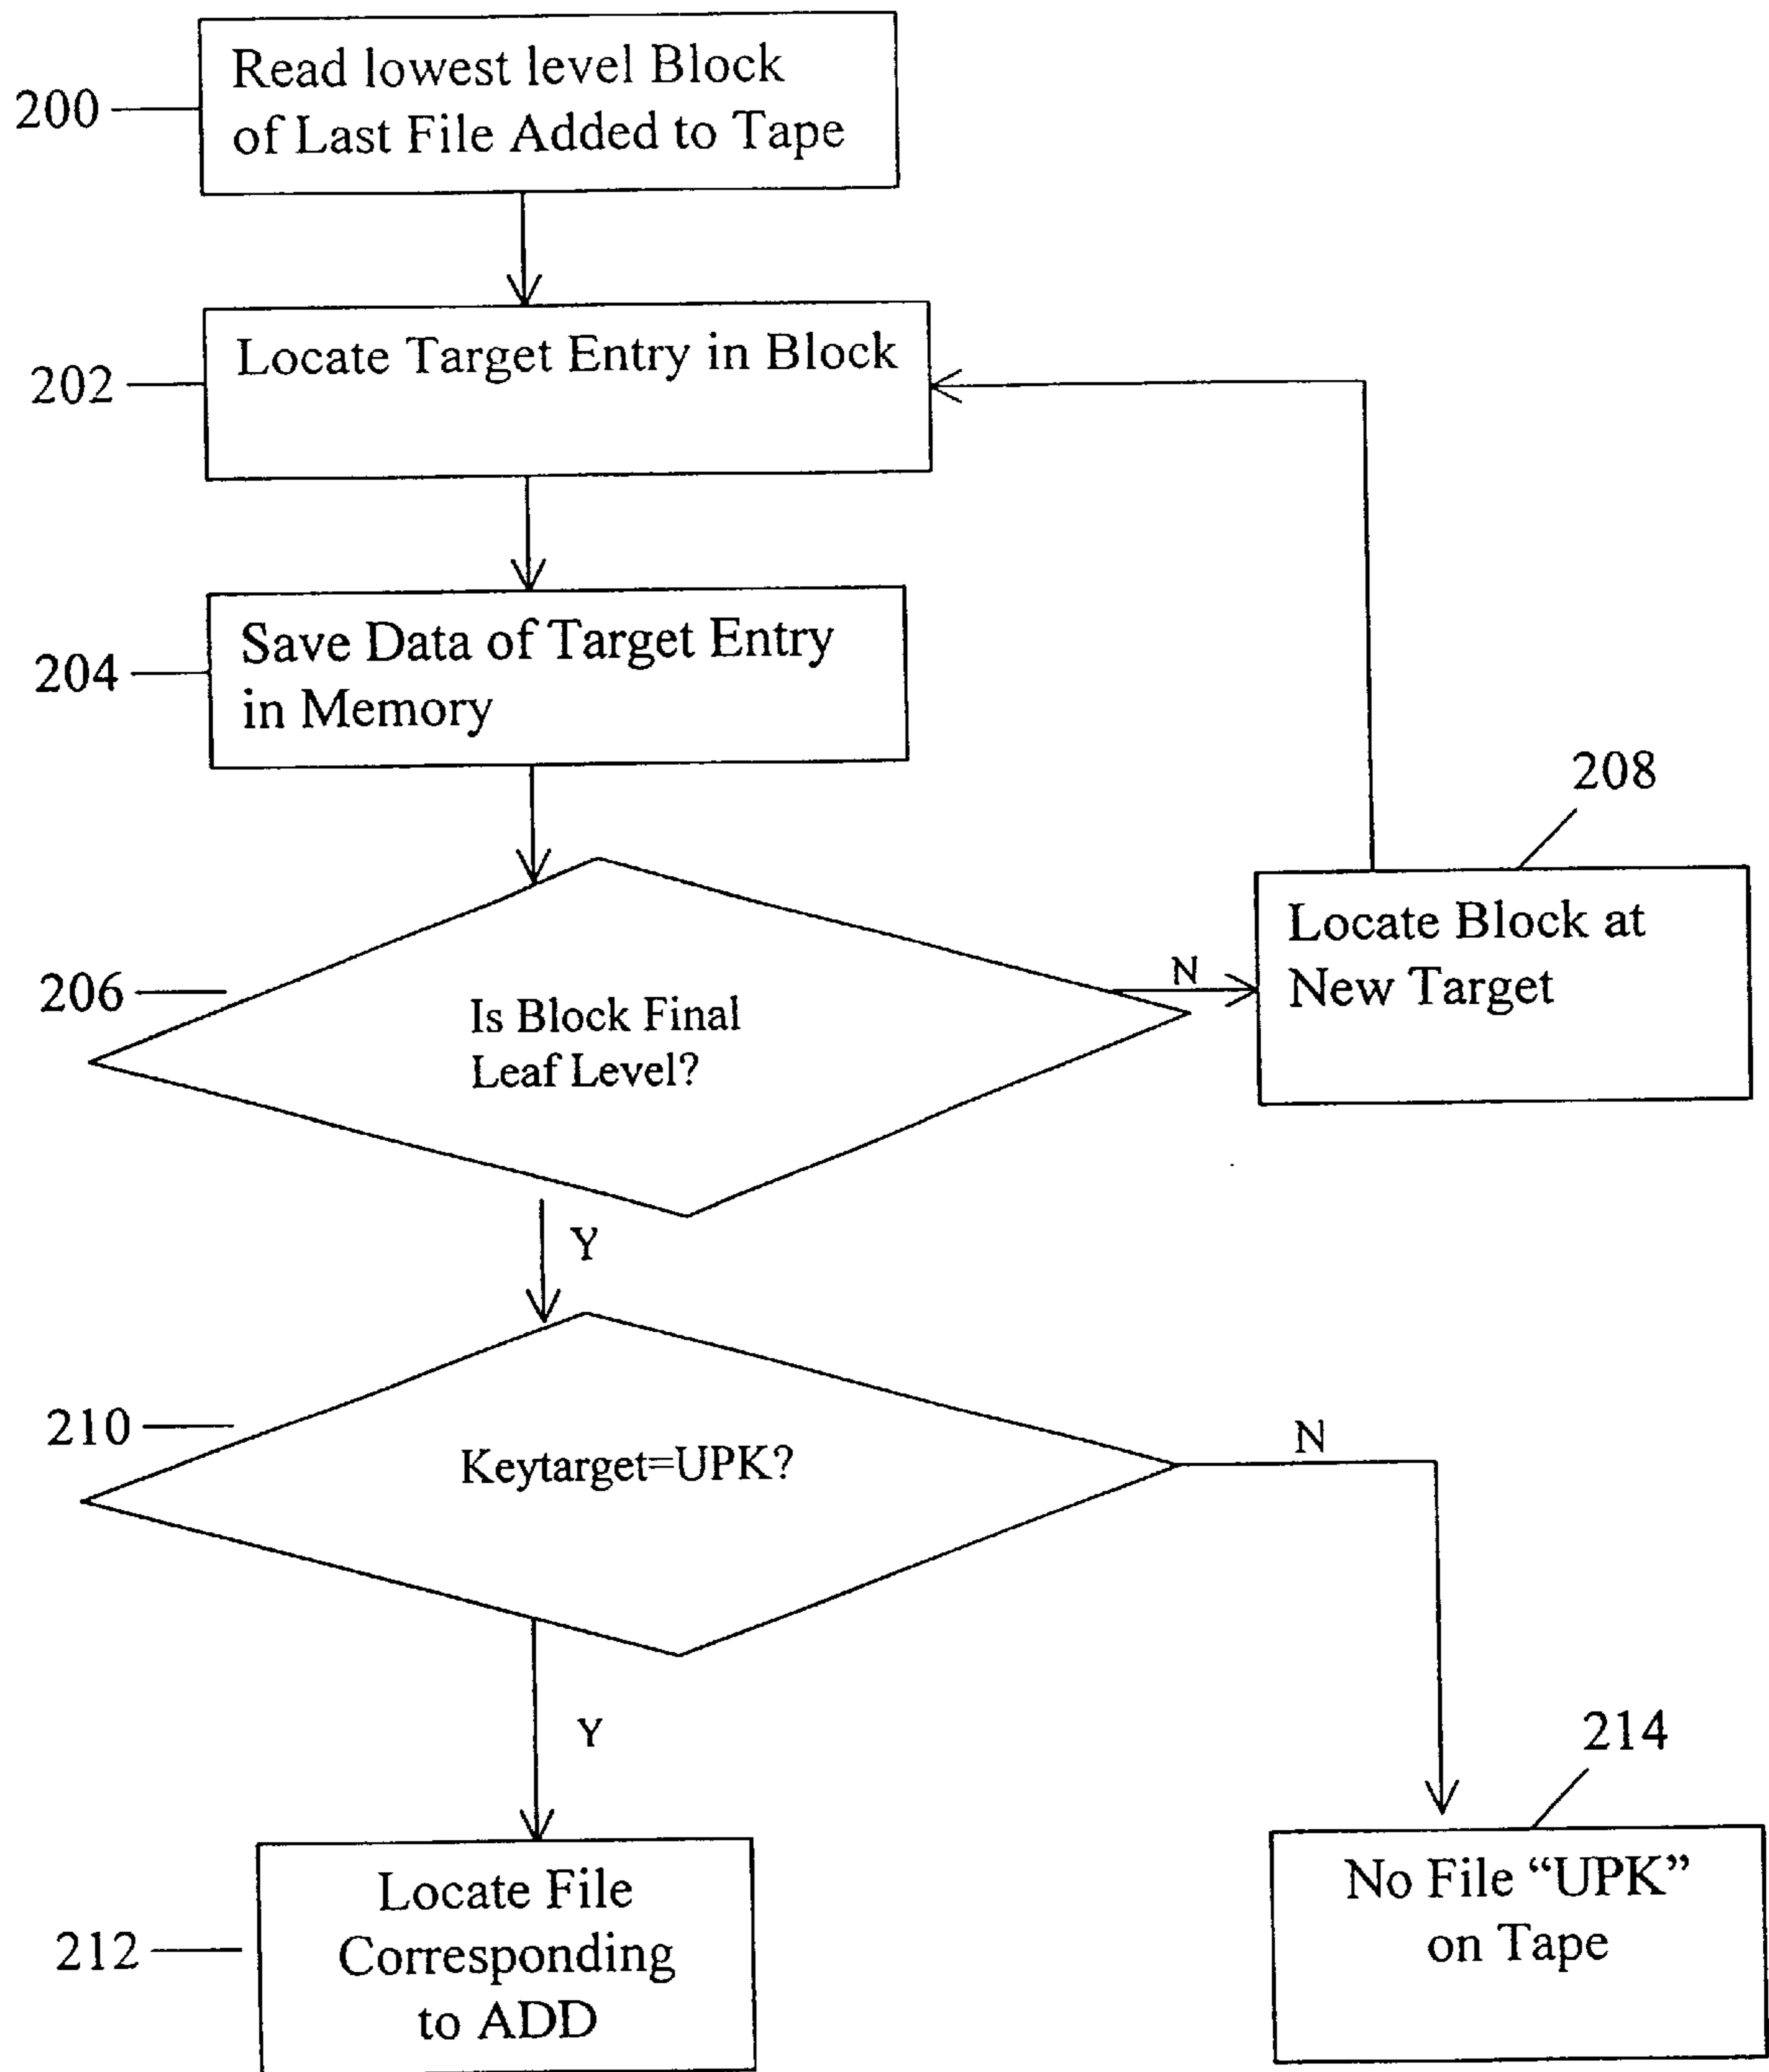 200
Read lowest level Block
of Last File Added to Tape
202
Locate Target Entry in Block
204
Save Data of Target Entry
in Memory
208
206
Is Block Final
Leaf Level?
N
Locate Block at
New Target
Y
210
Keytarget=UPK?
N
Y
214
212
Locate File
Corresponding
to ADD
No File “UPK”
on Tape